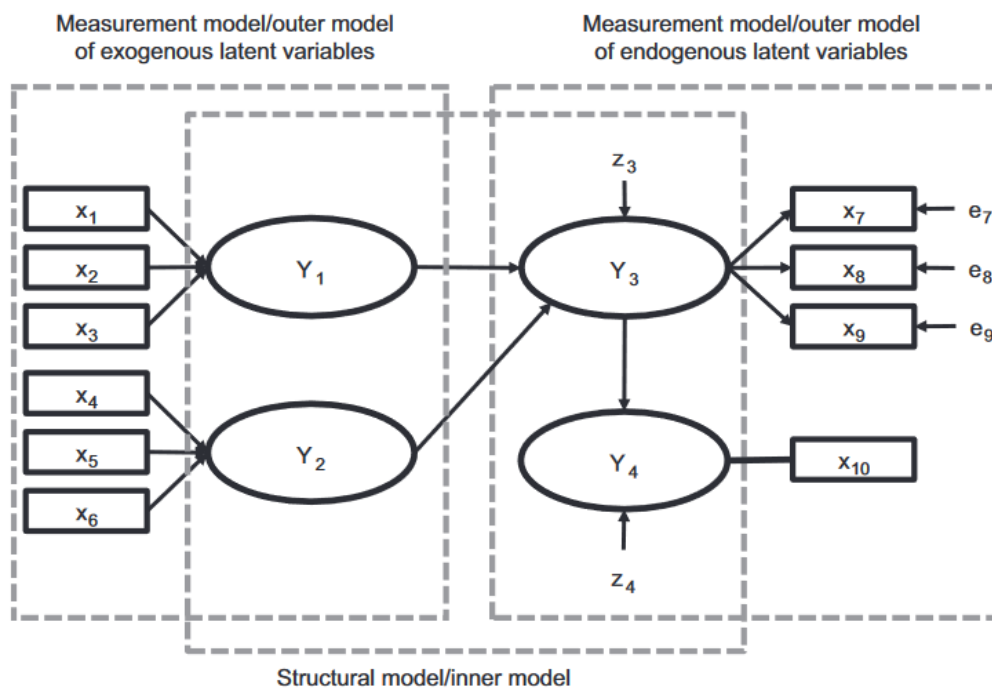 Measurement model/outer model
of exogenous latent variables
Measurement model/outer model
of endogenous latent variables
z3
x1
x2
x3
Y1
Y3
x7
x8
x9
e7
e8
e9
x4
x5
x6
Y2
Y4
x10
z4
Structural model/inner model